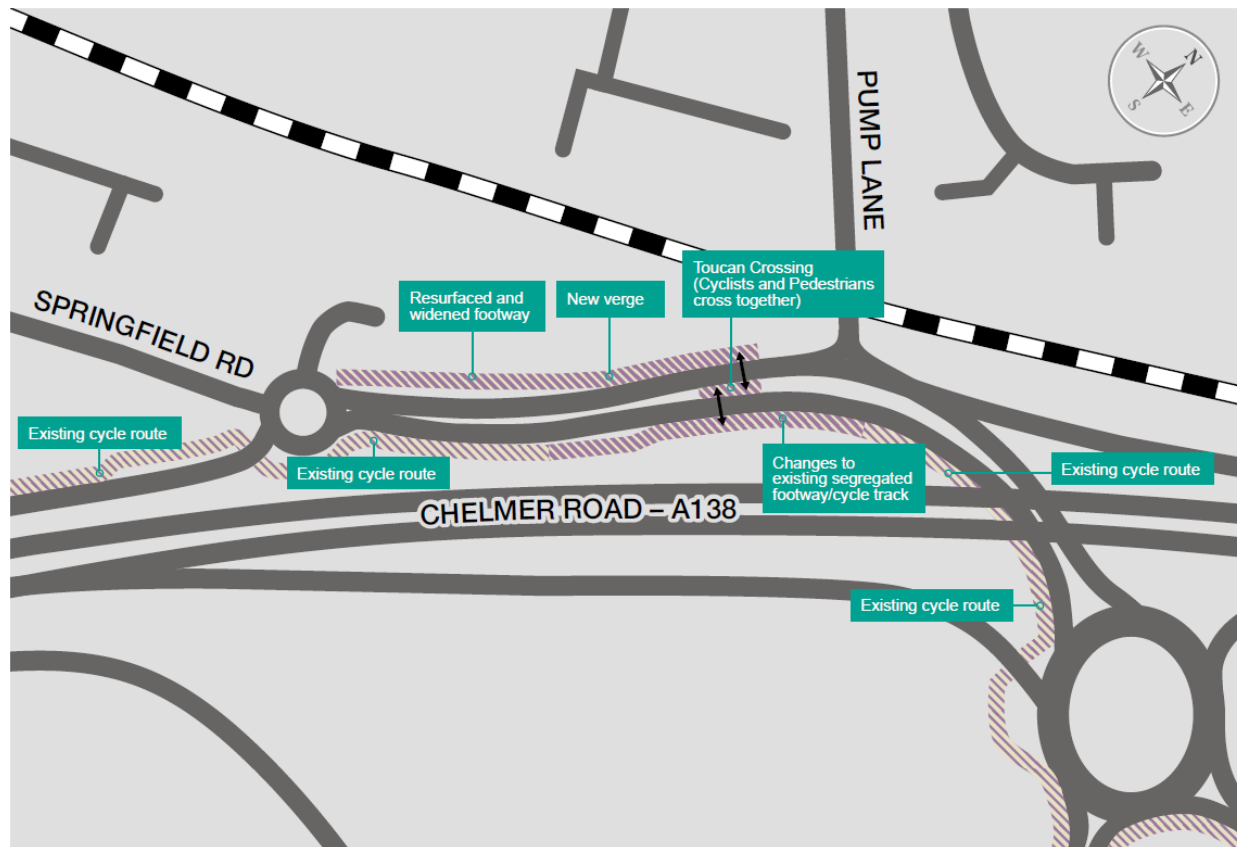 W
N
S
E
PUMP LANE
Toucan Crossing
(Cyclists and Pedestrians
cross together)
SPRINGFIELD RD
Resurfaced and
widened footway
New verge
Existing cycle route
Existing cycle route
Changes to
existing segregated
footway/cycle track
Existing cycle route
CHELMER ROAD – A138
Existing cycle route